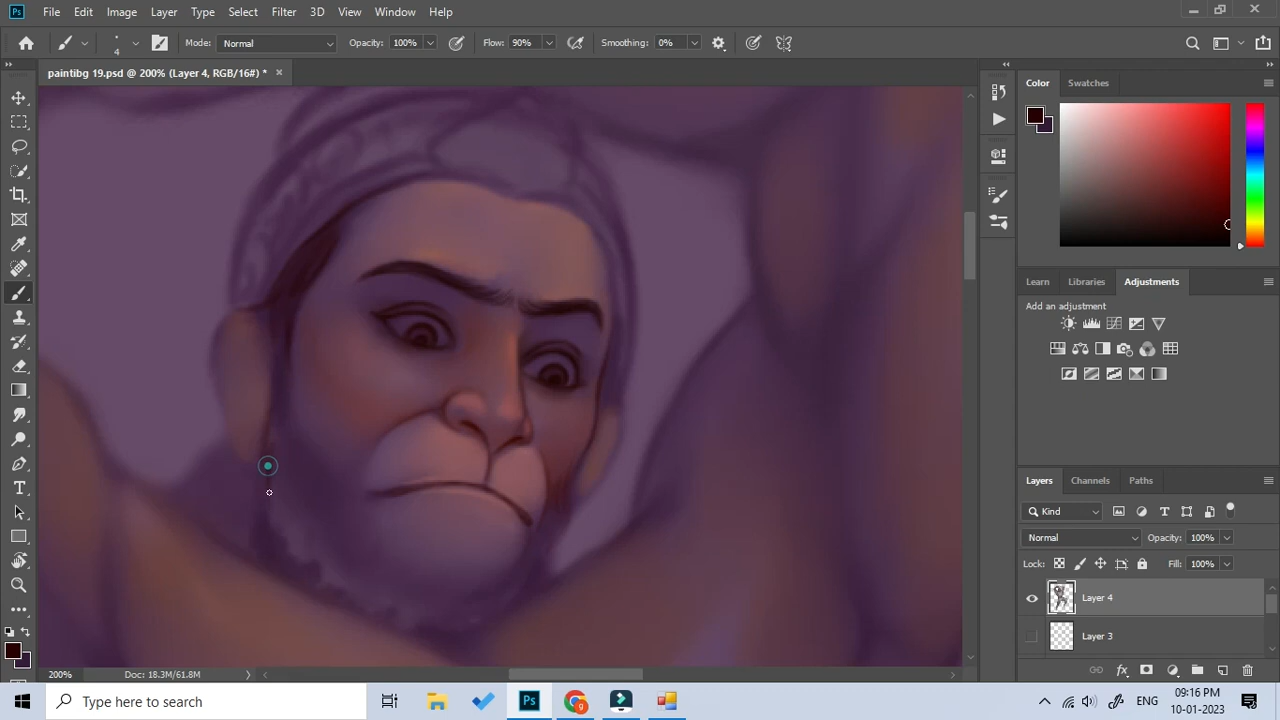 Ps File Edit Image Layer Type Select Filter 3D View Window Help
4 Mode: Normal Opacity: 100% Flow: 90% Smoothing: 0%
paintibg 19.psd @ 200% (Layer 4, RGB/16#) * ×
Color Swatches
Learn Libraries Adjustments
Add an adjustment
Layers Channels Paths
Kind
Normal Opacity: 100%
Lock: Fill: 100%
Layer 4
Layer 3
200% Doc: 18.3M/61.8M
Type here to search
Ps
ENG
09:16 PM
10-01-2023